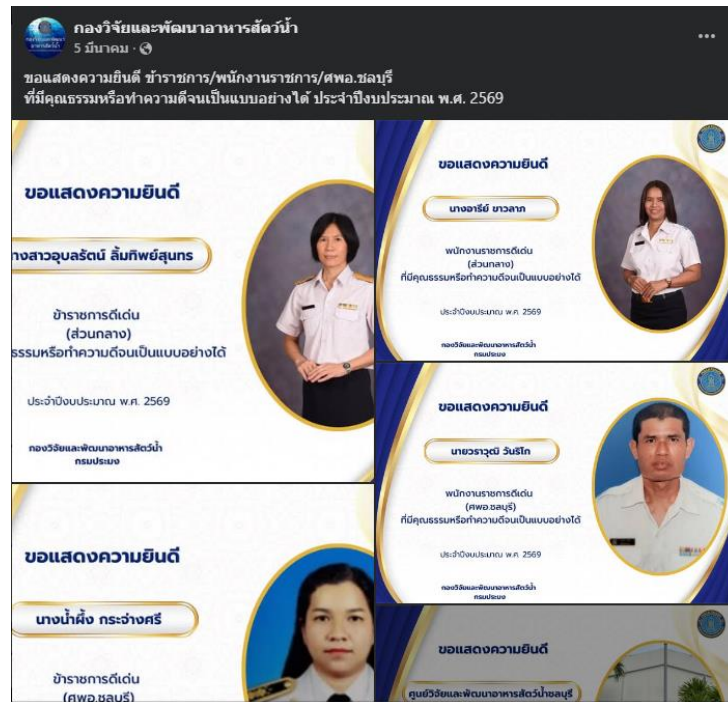 กองวิจัยและพัฒนาอาหารสัตว์น้ำ
5 มีนาคม ·
ขอแสดงความยินดี ข้าราชการ/พนักงานราชการ/ศพอ.ชลบุรี
ที่มีคุณธรรมหรือทำความดีจนเป็นแบบอย่างได้ ประจำปีงบประมาณ พ.ศ. 2569
ขอแสดงความยินดี
างสาวอุบลรัตน์ ลิ้มทิพย์สุนทร
ข้าราชการดีเด่น
(ส่วนกลาง)
ธรรมหรือทำความดีจนเป็นแบบอย่างได้
ประจำปีงบประมาณ พ.ศ. 2569
กองวิจัยและพัฒนาอาหารสัตว์น้ำ
กรมประมง
ขอแสดงความยินดี
นางอารีย์ ขาวลาภ
พนักงานราชการดีเด่น
(ส่วนกลาง)
ที่มีคุณธรรมหรือทำความดีจนเป็นแบบอย่างได้
ประจำปีงบประมาณ พ.ศ. 2569
กองวิจัยและพัฒนาอาหารสัตว์น้ำ
กรมประมง
ขอแสดงความยินดี
นายวราวุฒิ วันริโก
พนักงานราชการดีเด่น
(ศพอ.ชลบุรี)
ที่มีคุณธรรมหรือทำความดีจนเป็นแบบอย่างได้
ประจำปีงบประมาณ พ.ศ. 2569
กองวิจัยและพัฒนาอาหารสัตว์น้ำ
กรมประมง
ขอแสดงความยินดี
นางน้ำผึ้ง กระจ่างศรี
ข้าราชการดีเด่น
(ศพอ.ชลบุรี)
ขอแสดงความยินดี
ศูนย์วิจัยและพัฒนาอาหารสัตว์น้ำชลบุรี